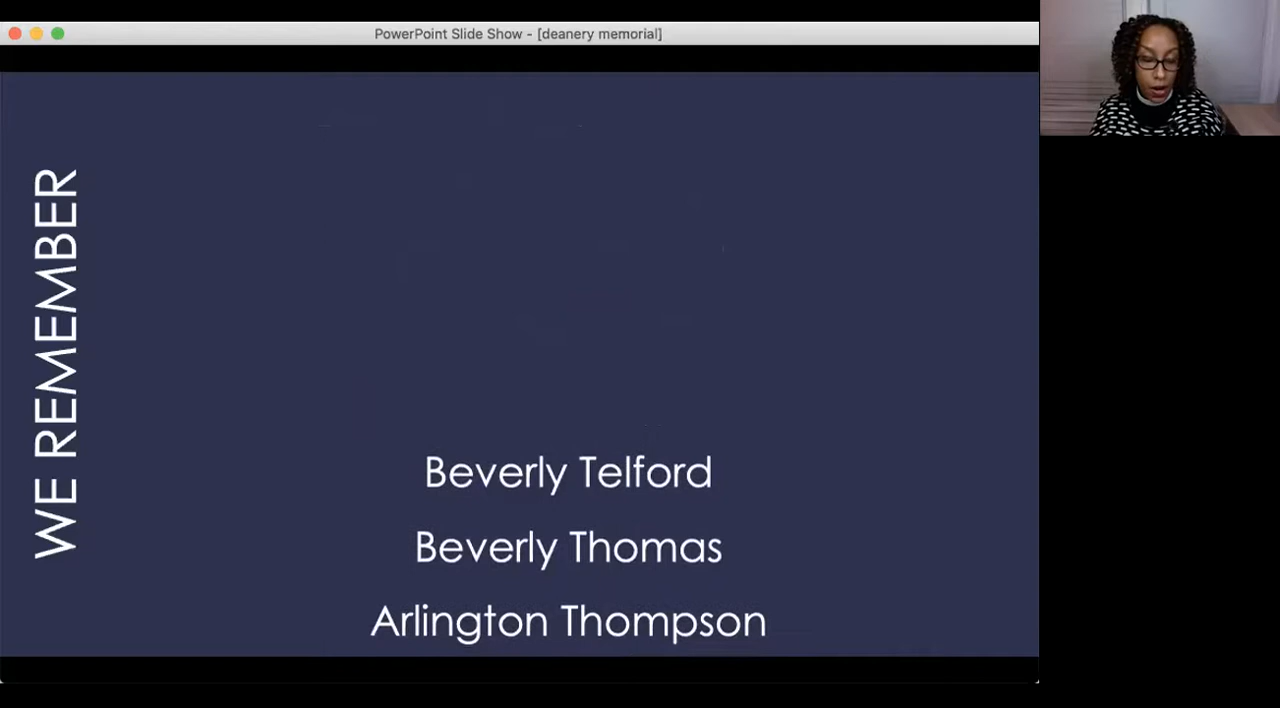 PowerPoint Slide Show - [deanery memorial]
WE REMEMBER
Beverly Telford
Beverly Thomas
Arlington Thompson